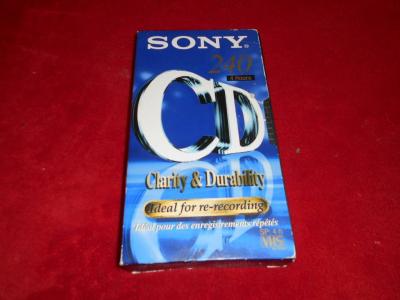 SONY®
240
4 hours
CD
Clarity & Durability
Ideal for re-recording
Idéal pour des enregistrements répétés
VHS